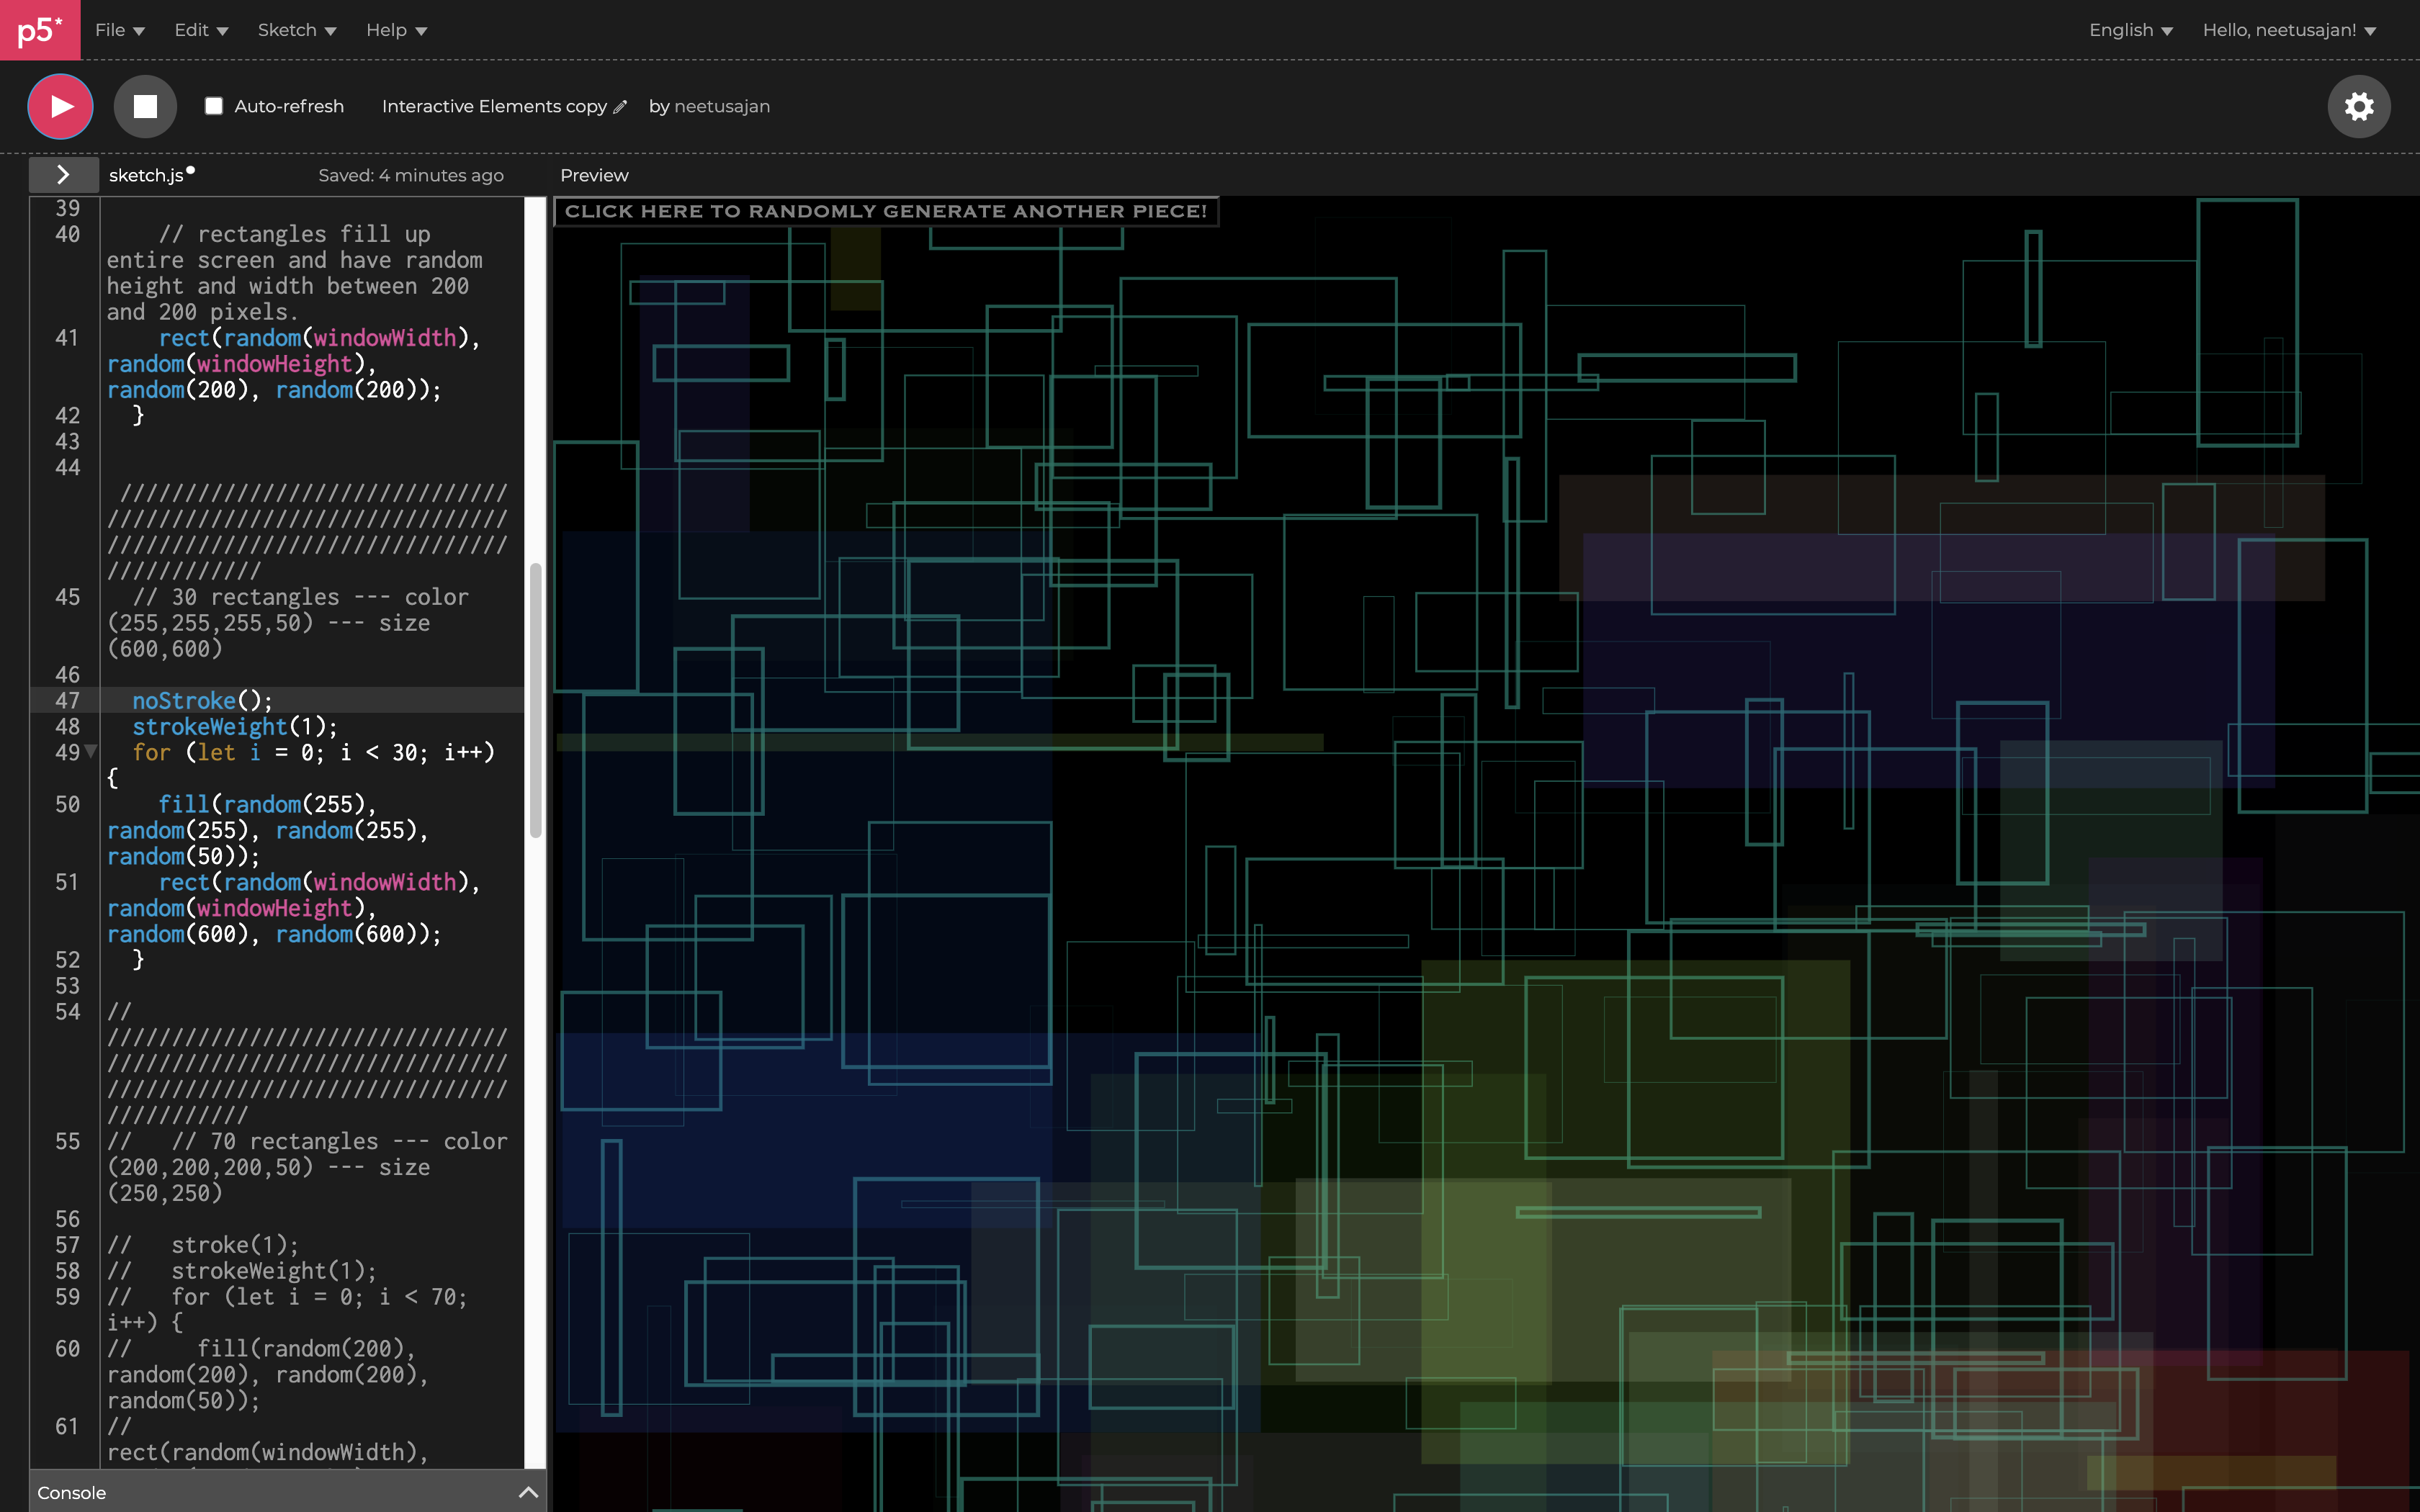 p5* File Edit Sketch Help English Hello, neetusajan!
Auto-refresh Interactive Elements copy by neetusajan
sketch.js Saved: 4 minutes ago Preview
CLICK HERE TO RANDOMLY GENERATE ANOTHER PIECE!
39
40     // rectangles fill up
entire screen and have random
height and width between 200
and 200 pixels.
41     rect(random(windowWidth),
random(windowHeight),
random(200), random(200));
42   }
43
44
//////////////////////////////
///////////////////////////////
///////////////////////////////
////////////
45   // 30 rectangles --- color
(255,255,255,50) --- size
(600,600)
46
47   noStroke();
48   strokeWeight(1);
49   for (let i = 0; i < 30; i++)
{
50     fill(random(255),
random(255), random(255),
random(50));
51     rect(random(windowWidth),
random(windowHeight),
random(600), random(600));
52   }
53
54 //
///////////////////////////////
///////////////////////////////
///////////////////////////////
///////////
55 //   // 70 rectangles --- color
(200,200,200,50) --- size
(250,250)
56
57 //   stroke(1);
58 //   strokeWeight(1);
59 //   for (let i = 0; i < 70;
i++) {
60 //     fill(random(200),
random(200), random(200),
random(50));
61 //
rect(random(windowWidth),
Console